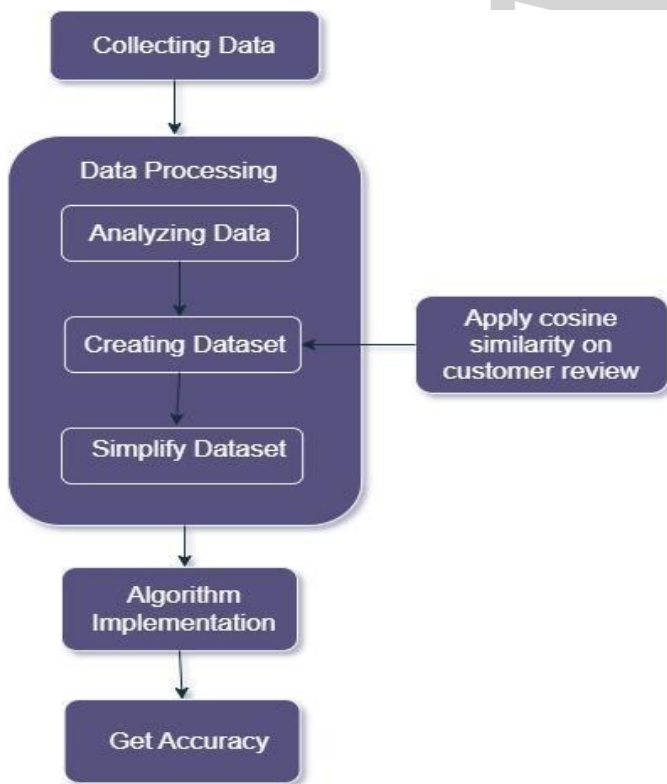 Collecting Data
Data Processing
Analyzing Data
Creating Dataset
Apply cosine
similarity on
customer review
Simplify Dataset
Algorithm
Implementation
Get Accuracy